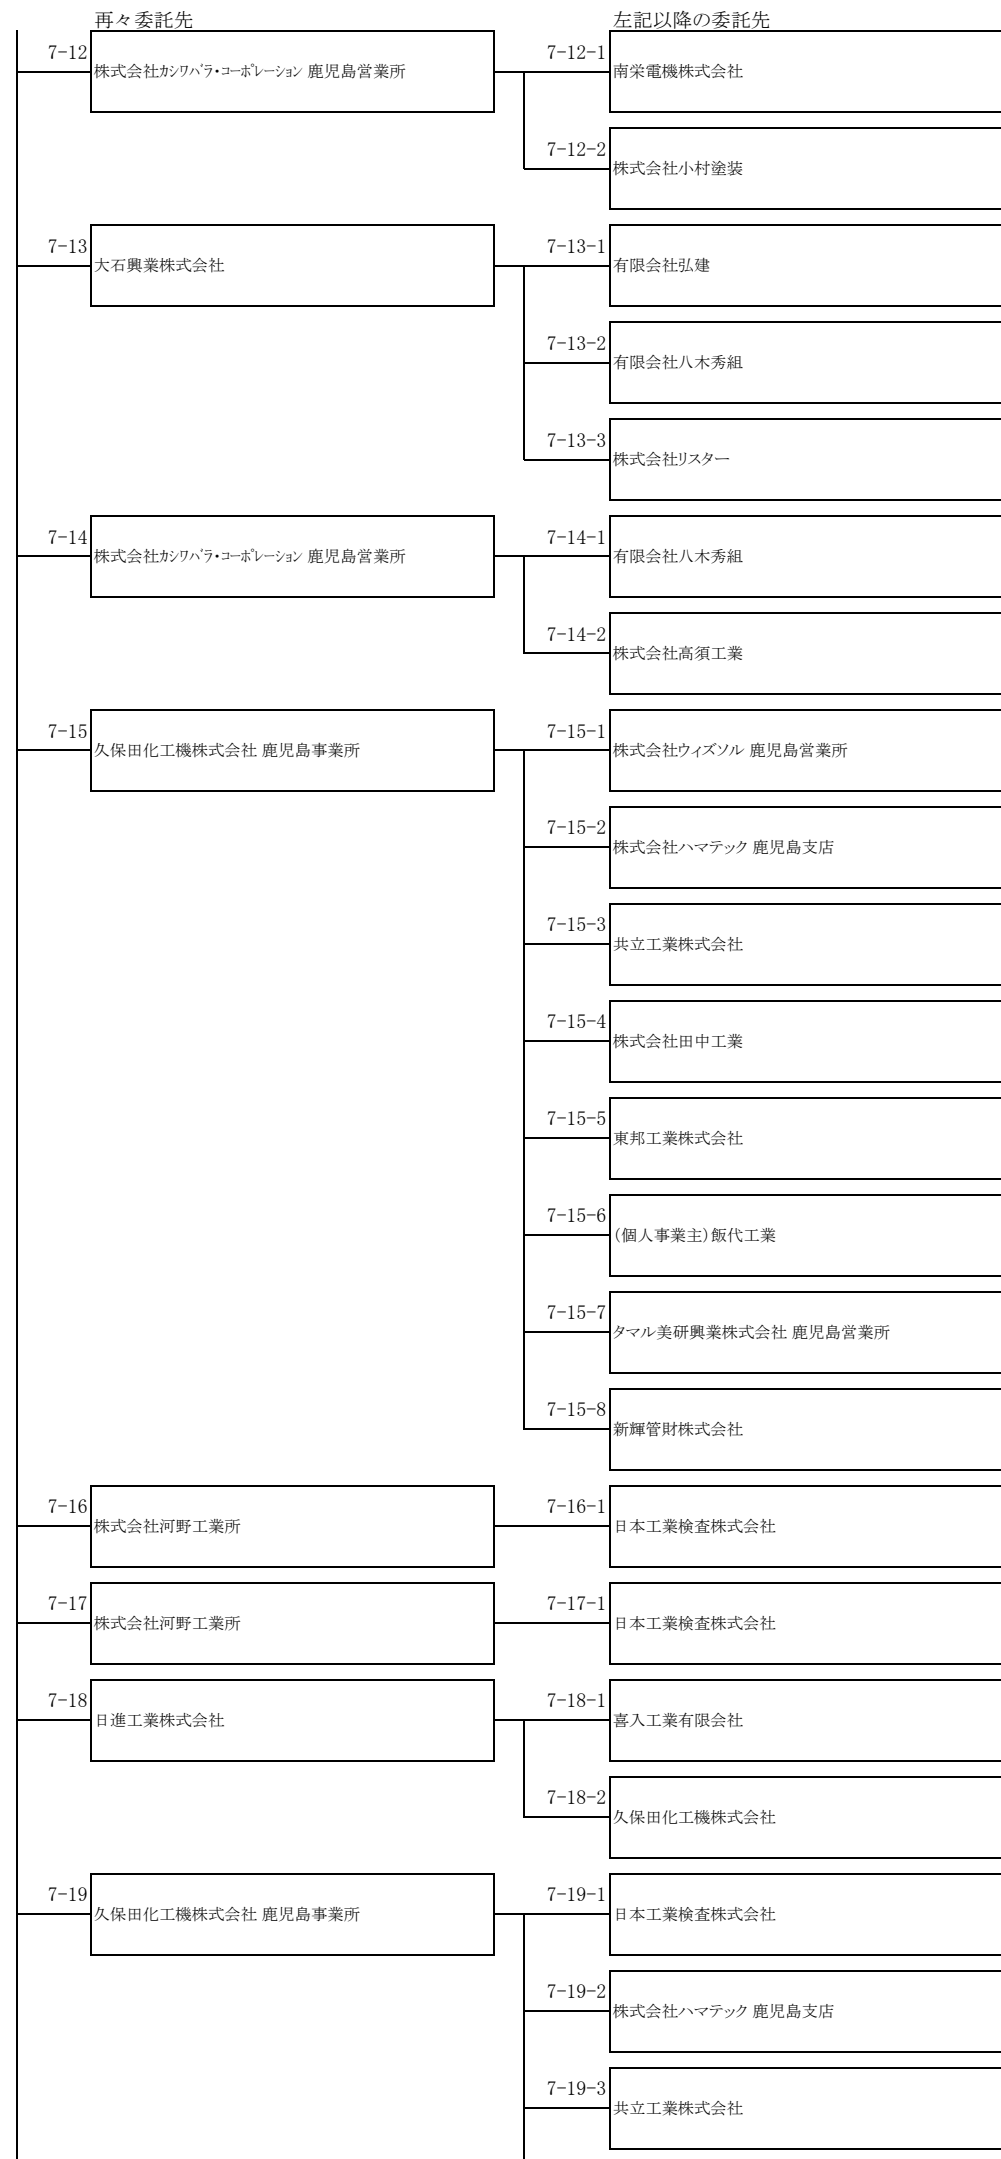 再々委託先 左記以降の委託先
7-12 株式会社ｶｼﾜﾊﾞﾗ・ｺｰﾎﾟﾚｰｼｮﾝ 鹿児島営業所 7-12-1 南栄電機株式会社
7-12-2 株式会社小村塗装
7-13 大石興業株式会社 7-13-1 有限会社弘建
7-13-2 有限会社八木秀組
7-13-3 株式会社リスター
7-14 株式会社ｶｼﾜﾊﾞﾗ・ｺｰﾎﾟﾚｰｼｮﾝ 鹿児島営業所 7-14-1 有限会社八木秀組
7-14-2 株式会社高須工業
7-15 久保田化工機株式会社 鹿児島事業所 7-15-1 株式会社ウィズソル 鹿児島営業所
7-15-2 株式会社ハマテック 鹿児島支店
7-15-3 共立工業株式会社
7-15-4 株式会社田中工業
7-15-5 東邦工業株式会社
7-15-6 (個人事業主)飯代工業
7-15-7 タマル美研興業株式会社 鹿児島営業所
7-15-8 新輝管財株式会社
7-16 株式会社河野工業所 7-16-1 日本工業検査株式会社
7-17 株式会社河野工業所 7-17-1 日本工業検査株式会社
7-18 日進工業株式会社 7-18-1 喜入工業有限会社
7-18-2 久保田化工機株式会社
7-19 久保田化工機株式会社 鹿児島事業所 7-19-1 日本工業検査株式会社
7-19-2 株式会社ハマテック 鹿児島支店
7-19-3 共立工業株式会社